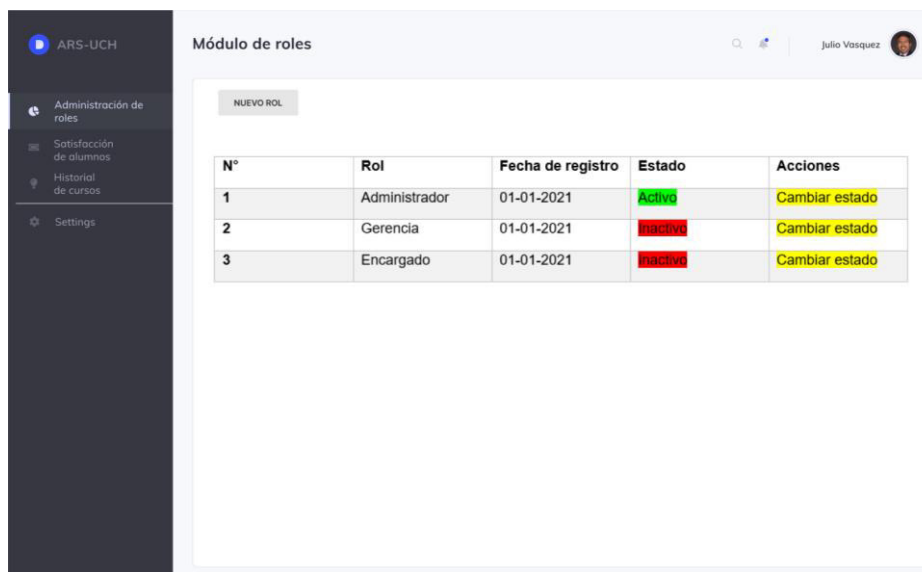 D ARS-UCH
Módulo de roles
Julio Vasquez
Administración de
roles
Satisfacción
de alumnos
Historial
de cursos
Settings
NUEVO ROL
N° Rol Fecha de registro Estado Acciones
1 Administrador 01-01-2021 Activo Cambiar estado
2 Gerencia 01-01-2021 Inactivo Cambiar estado
3 Encargado 01-01-2021 Inactivo Cambiar estado